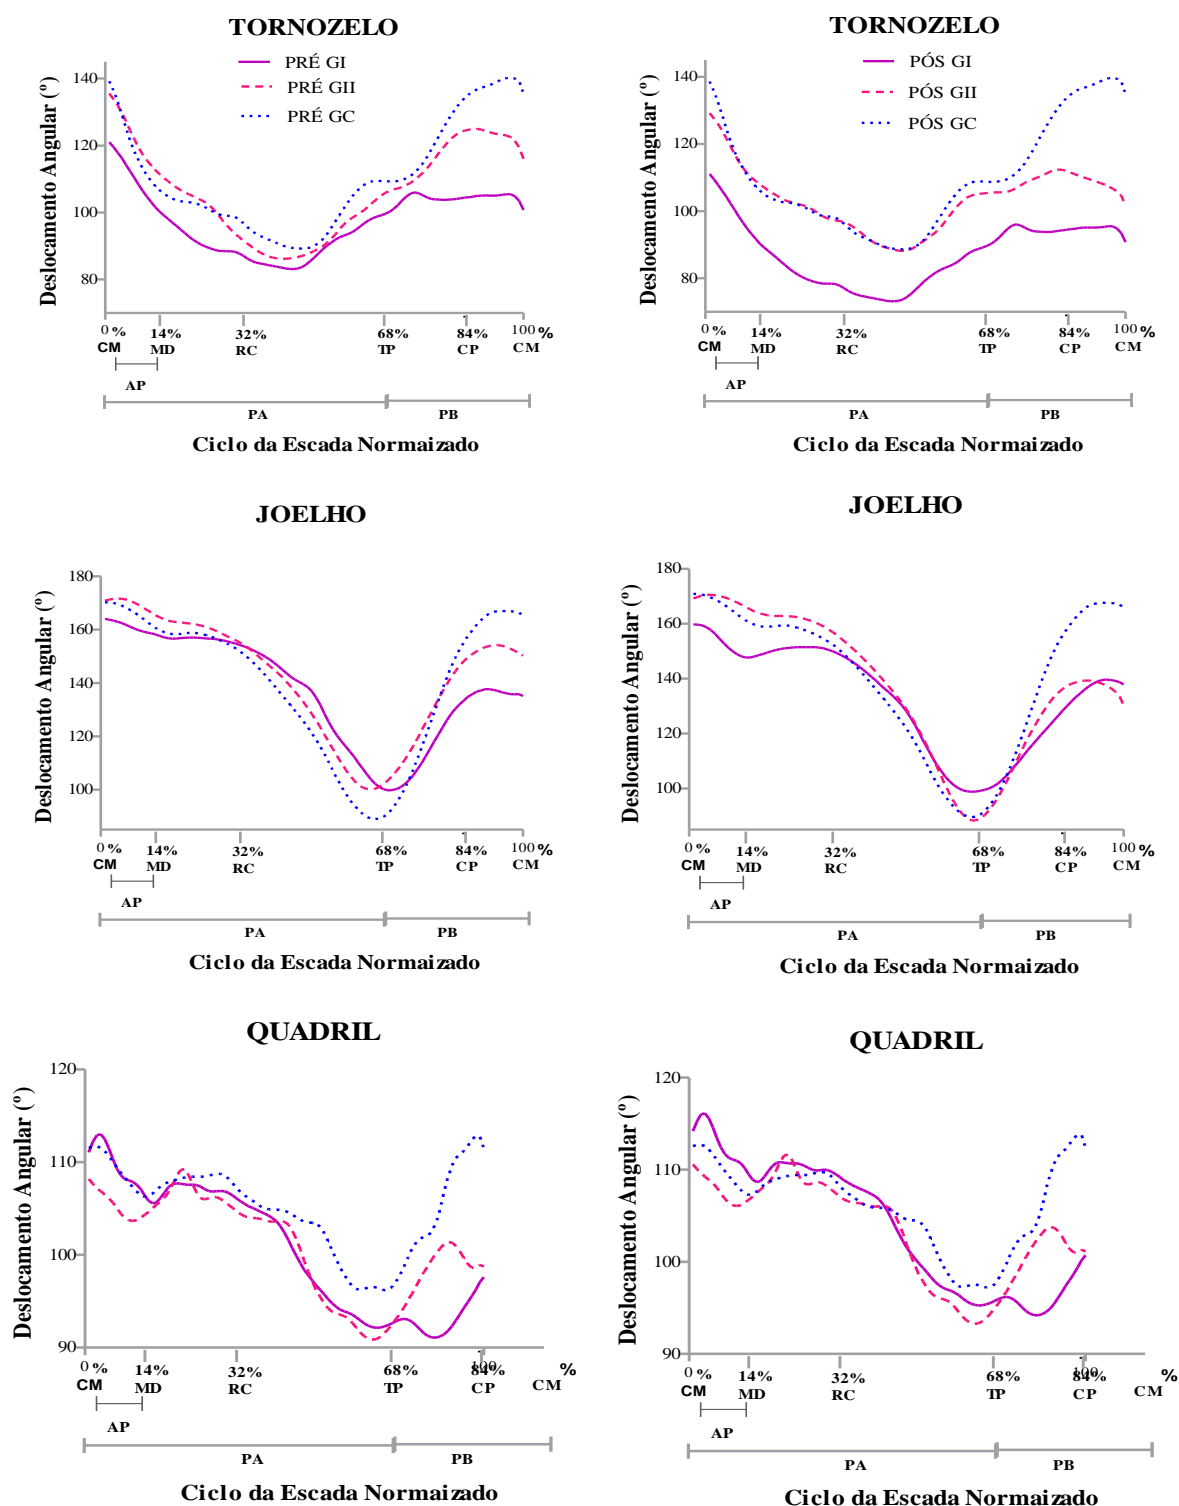 TORNOZELO
PRÉ GI
PRÉ GII
PRÉ GC
Deslocamento Angular (º)
140
120
100
80
0 % 14% 32% 68% 84% 100 %
CM MD RC TP CP CM
AP
PA PB
Ciclo da Escada Normaizado
TORNOZELO
PÓS GI
PÓS GII
PÓS GC
Deslocamento Angular (º)
140
120
100
80
0 % 14% 32% 68% 84% 100 %
CM MD RC TP CP CM
AP
PA PB
Ciclo da Escada Normaizado
JOELHO
Deslocamento Angular (º)
180
160
140
120
100
0 % 14% 32% 68% 84% 100 %
CM MD RC TP CP CM
AP
PA PB
Ciclo da Escada Normaizado
JOELHO
Deslocamento Angular (º)
180
160
140
120
100
0 % 14% 32% 68% 84% 100 %
CM MD RC TP CP CM
AP
PA PB
Ciclo da Escada Normaizado
QUADRIL
Deslocamento Angular (º)
120
110
100
90
0 % 14% 32% 68% 84% 100 %
CM MD RC TP CP CM
AP
PA PB
Ciclo da Escada Normaizado
QUADRIL
Deslocamento Angular (º)
120
110
100
90
0 % 14% 32% 68% 84% 100 %
CM MD RC TP CP CM
AP
PA PB
Ciclo da Escada Normaizado